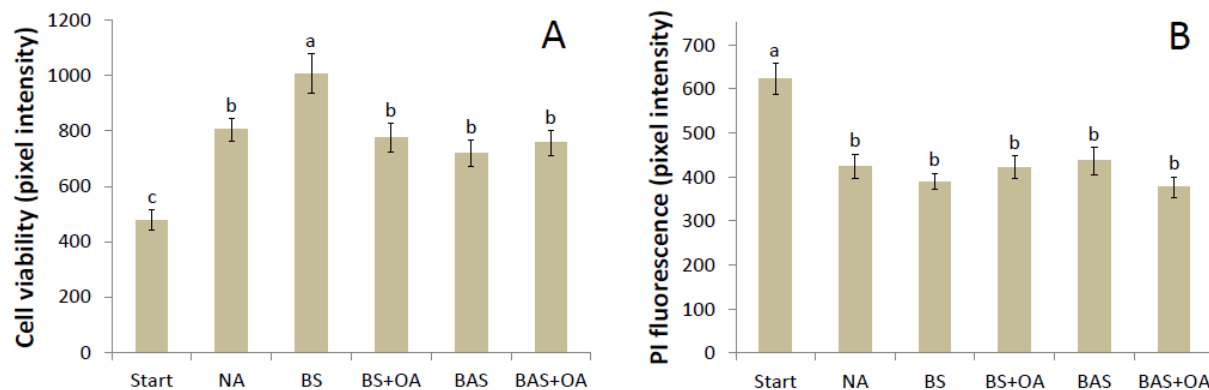 A
Cell viability (pixel intensity)
1200
1000
800
600
400
200
0
c
b
a
b
b
b
Start NA BS BS+OA BAS BAS+OA
B
PI fluorescence (pixel intensity)
700
600
500
400
300
200
100
0
a
b
b
b
b
b
Start NA BS BS+OA BAS BAS+OA